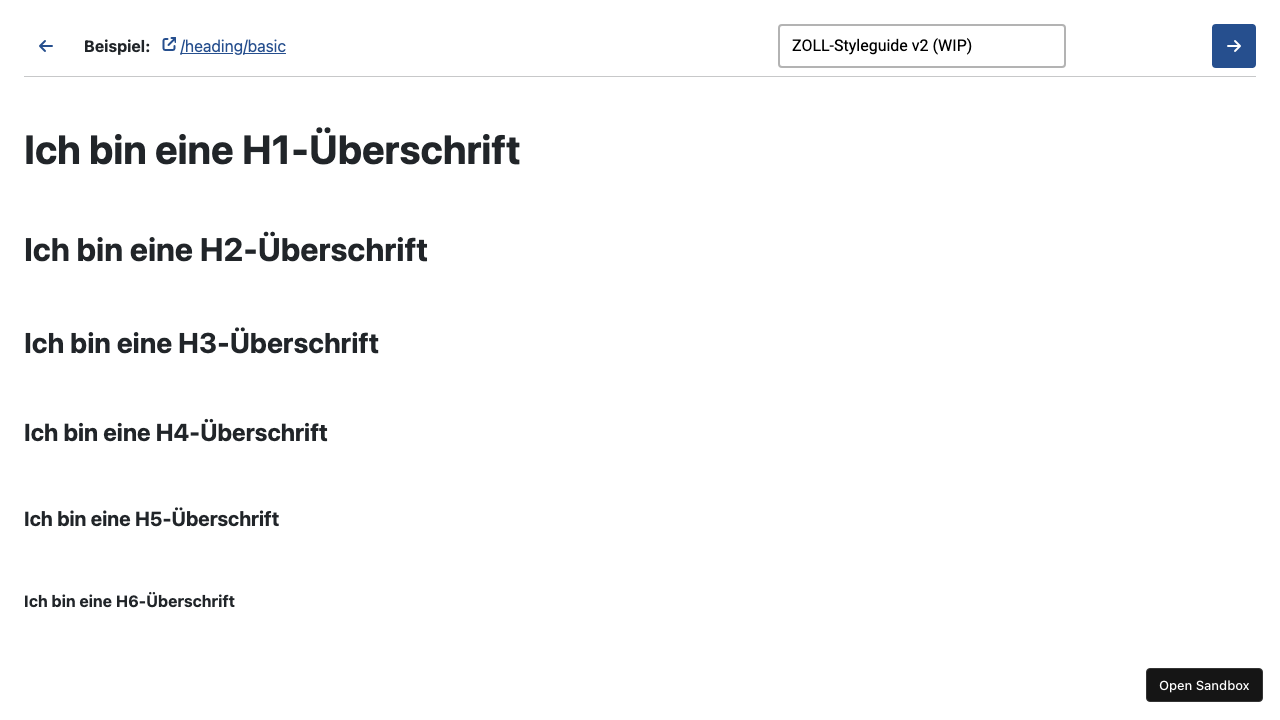 Beispiel: /heading/basic ZOLL-Styleguide v2 (WIP)
Ich bin eine H1-Überschrift
Ich bin eine H2-Überschrift
Ich bin eine H3-Überschrift
Ich bin eine H4-Überschrift
Ich bin eine H5-Überschrift
Ich bin eine H6-Überschrift
Open Sandbox